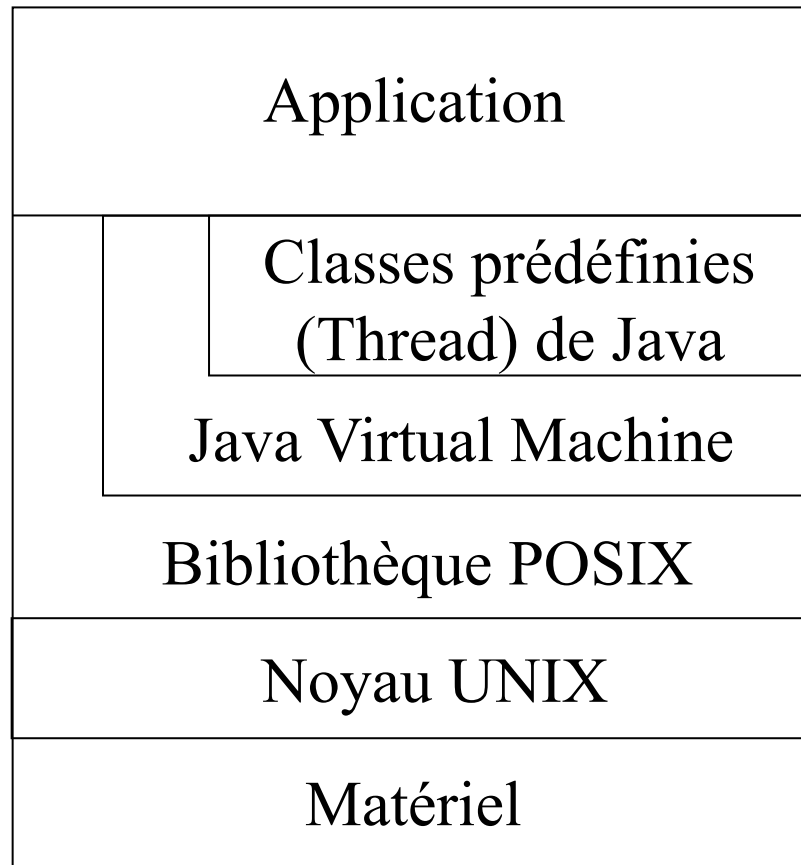 Application
Classes prédéfinies
(Thread) de Java
Java Virtual Machine
Bibliothèque POSIX
Noyau UNIX
Matériel